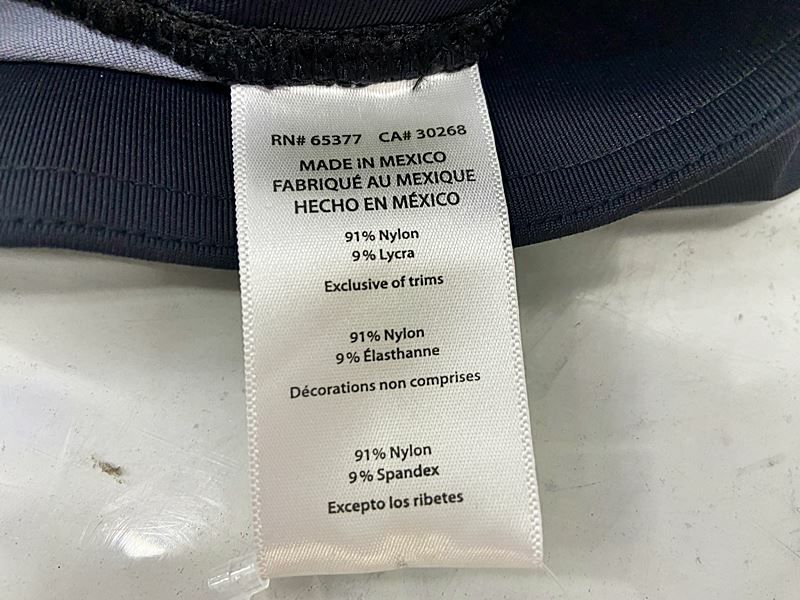 RN# 65377 CA# 30268
MADE IN MEXICO
FABRIQUÉ AU MEXIQUE
HECHO EN MÉXICO
91% Nylon
9% Lycra
Exclusive of trims
91% Nylon
9% Élasthanne
Décorations non comprises
91% Nylon
9% Spandex
Excepto los ribetes